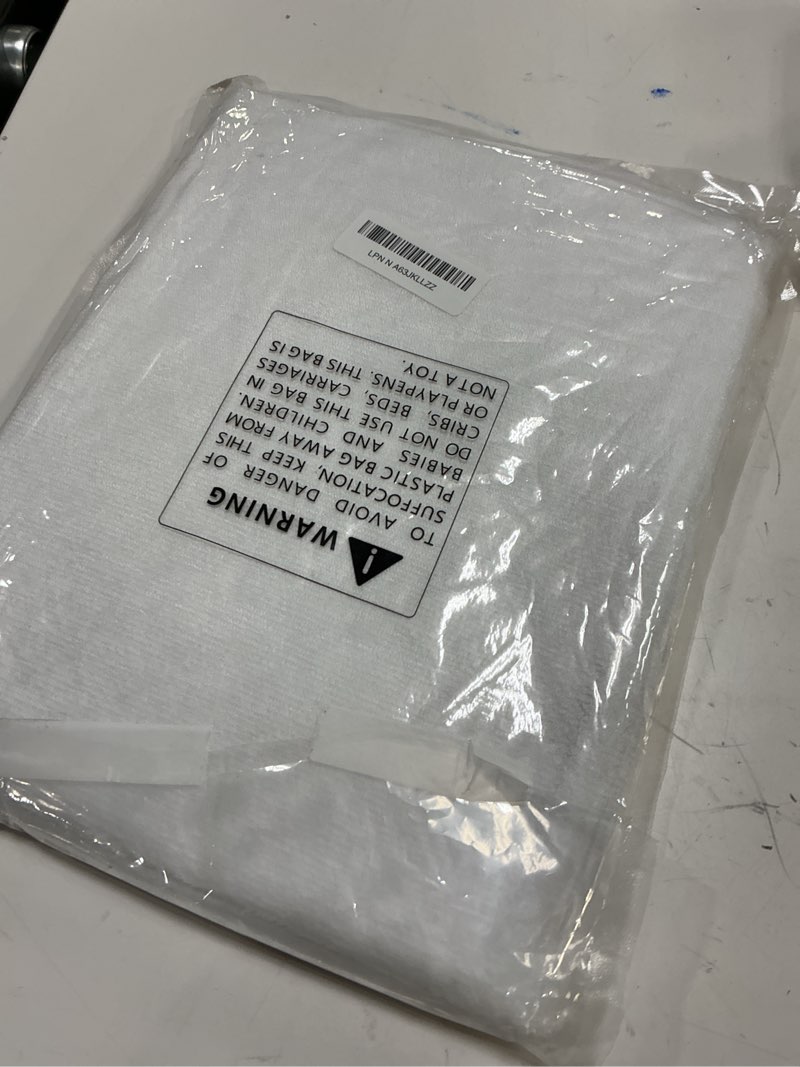 LPN N A63JKLLZZ
WARNING
TO AVOID DANGER OF
SUFFOCATION, KEEP THIS
PLASTIC BAG AWAY FROM
BABIES AND CHILDREN.
DO NOT USE THIS BAG IN
CRIBS, BEDS, CARRIAGES
OR PLAYPENS. THIS BAG IS
NOT A TOY.